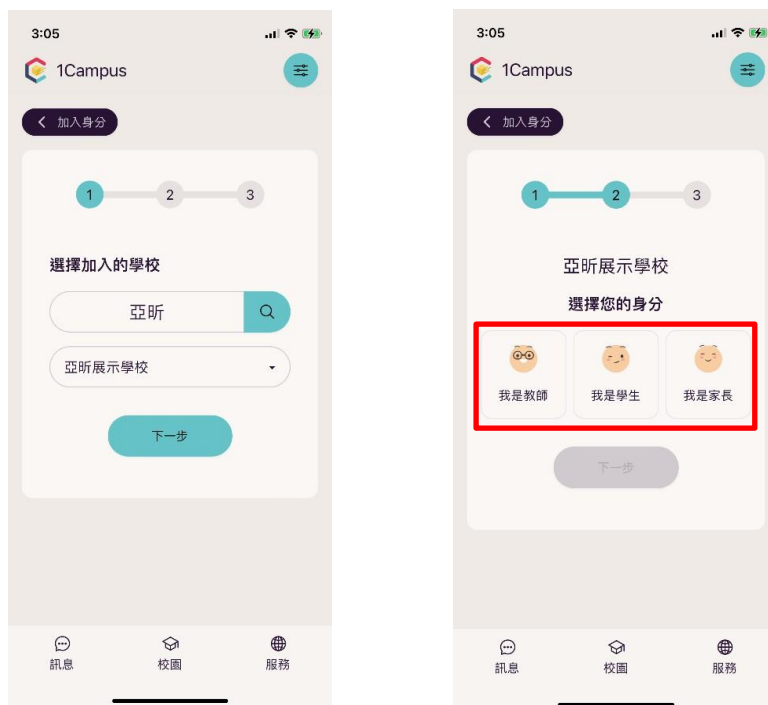 3:05
1Campus
加入身分
1 2 3
選擇加入的學校
亞昕
亞昕展示學校
下一步
訊息 校園 服務
3:05
1Campus
加入身分
1 2 3
亞昕展示學校
選擇您的身分
我是教師 我是學生 我是家長
下一步
訊息 校園 服務